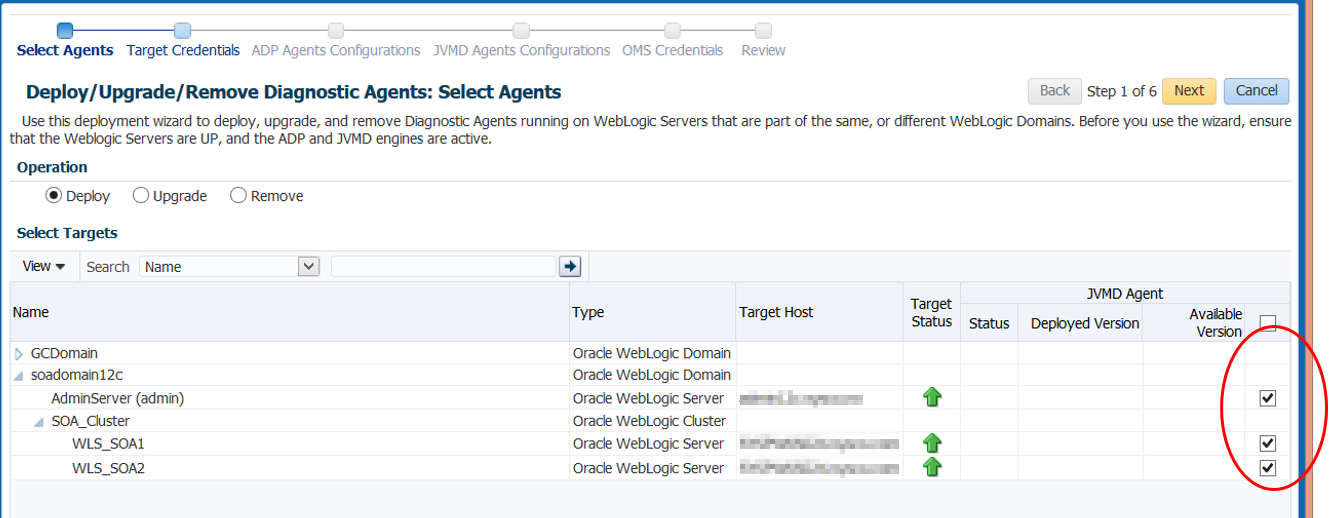 Select Agents Target Credentials ADP Agents Configurations JVMD Agents Configurations OMS Credentials Review
Deploy/Upgrade/Remove Diagnostic Agents: Select Agents
Back Step 1 of 6 Next Cancel
Use this deployment wizard to deploy, upgrade, and remove Diagnostic Agents running on WebLogic Servers that are part of the same, or different WebLogic Domains. Before you use the wizard, ensure
that the Weblogic Servers are UP, and the ADP and JVMD engines are active.
Operation
Deploy Upgrade Remove
Select Targets
View Search Name
Name Type Target Host Target Status JVMD Agent
Status Deployed Version Available Version
GCDomain Oracle WebLogic Domain
soadomain12c Oracle WebLogic Domain
AdminServer (admin) Oracle WebLogic Server
SOA_Cluster Oracle WebLogic Cluster
WLS_SOA1 Oracle WebLogic Server
WLS_SOA2 Oracle WebLogic Server